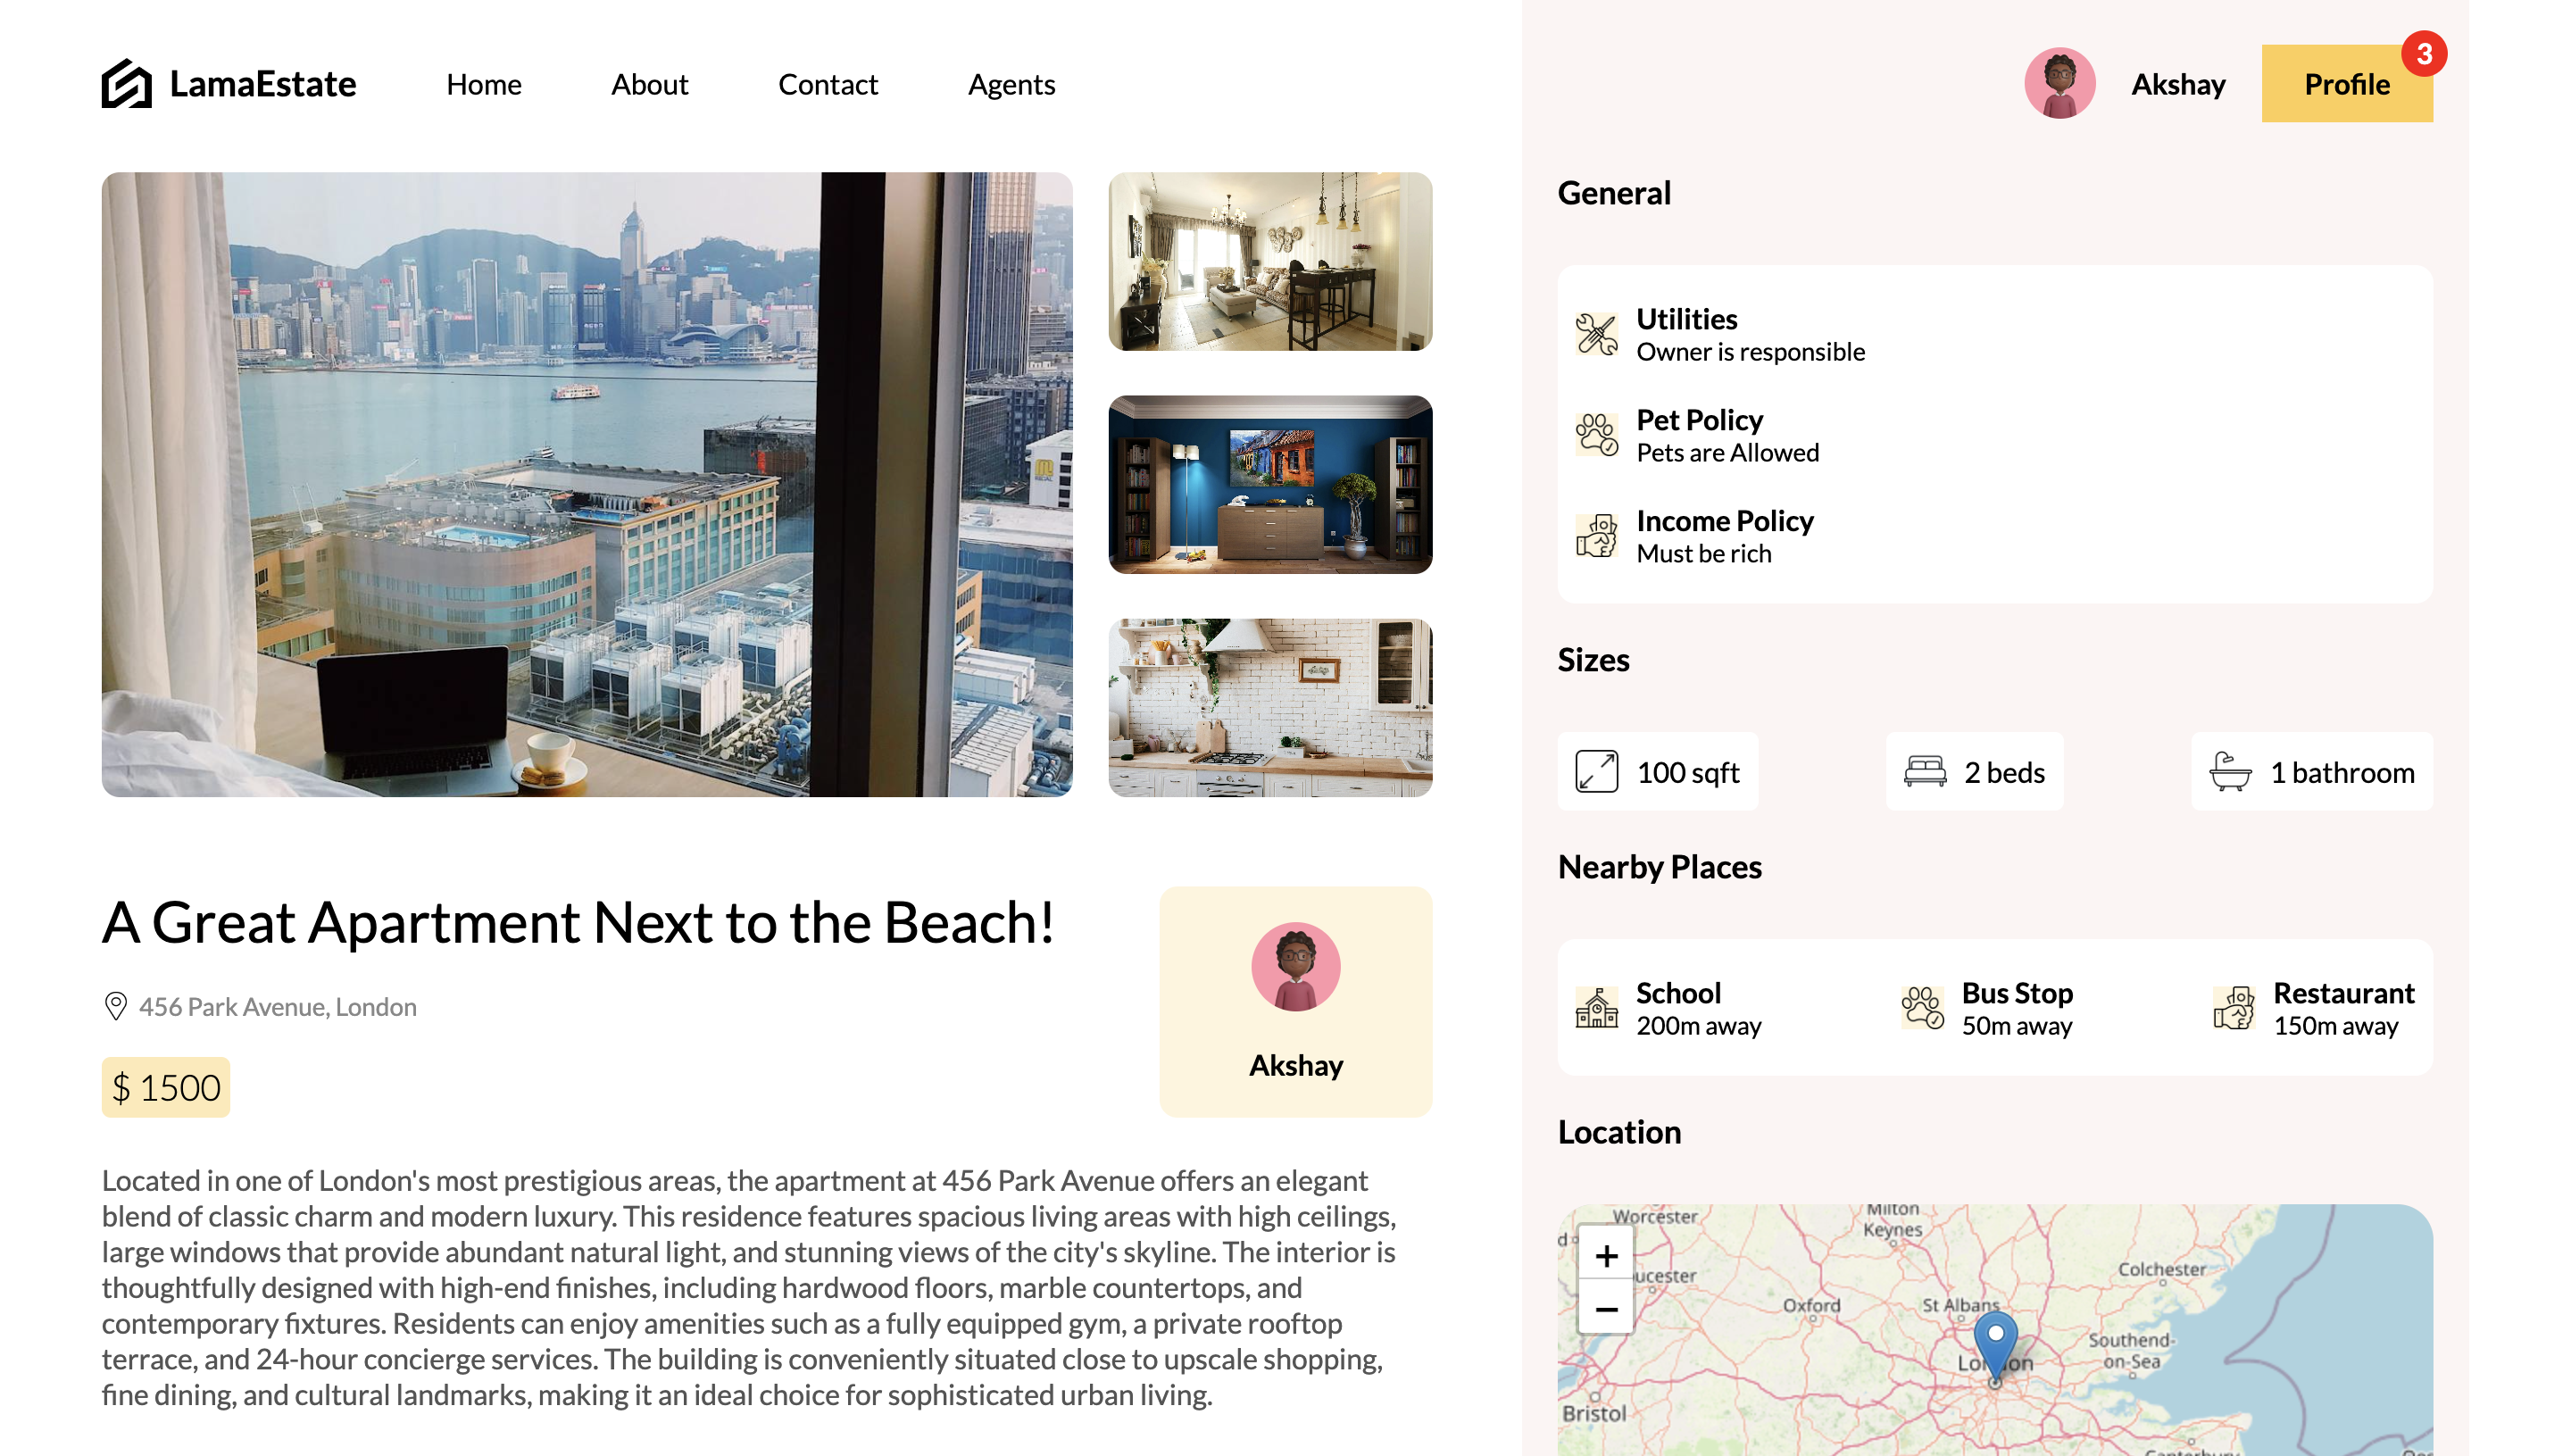 LamaEstate
Home
About
Contact
Agents
Akshay
Profile
3
A Great Apartment Next to the Beach!
456 Park Avenue, London
$ 1500
Akshay
Located in one of London's most prestigious areas, the apartment at 456 Park Avenue offers an elegant
blend of classic charm and modern luxury. This residence features spacious living areas with high ceilings,
large windows that provide abundant natural light, and stunning views of the city's skyline. The interior is
thoughtfully designed with high-end finishes, including hardwood floors, marble countertops, and
contemporary fixtures. Residents can enjoy amenities such as a fully equipped gym, a private rooftop
terrace, and 24-hour concierge services. The building is conveniently situated close to upscale shopping,
fine dining, and cultural landmarks, making it an ideal choice for sophisticated urban living.
General
Utilities
Owner is responsible
Pet Policy
Pets are Allowed
Income Policy
Must be rich
Sizes
100 sqft
2 beds
1 bathroom
Nearby Places
School
200m away
Bus Stop
50m away
Restaurant
150m away
Location
+
−
Worcester
Milton
Keynes
ucester
Colchester
Oxford
St Albans
Southend-
on-Sea
London
Bristol